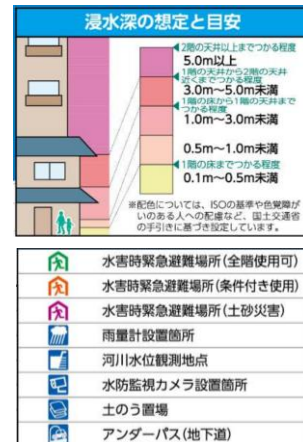 浸水深の想定と目安
2階の天井以上までつかる程度
5.0m以上
1階の天井から2階の天井
近くまでつかる程度
3.0m～5.0m未満
1階の床から1階の天井まで
つかる程度
1.0m～3.0m未満
0.5m～1.0m未満
1階の床までつかる程度
0.1m～0.5m未満
※配色については、ISOの基準や色覚障が
いのある人への配慮など、国土交通省
の手引きに基づき設定しています。
水害時緊急避難場所(全階使用可)
水害時緊急避難場所(条件付き使用)
水害時緊急避難場所(土砂災害)
雨量計設置箇所
河川水位観測地点
水防監視カメラ設置箇所
土のう置場
アンダーパス(地下道)